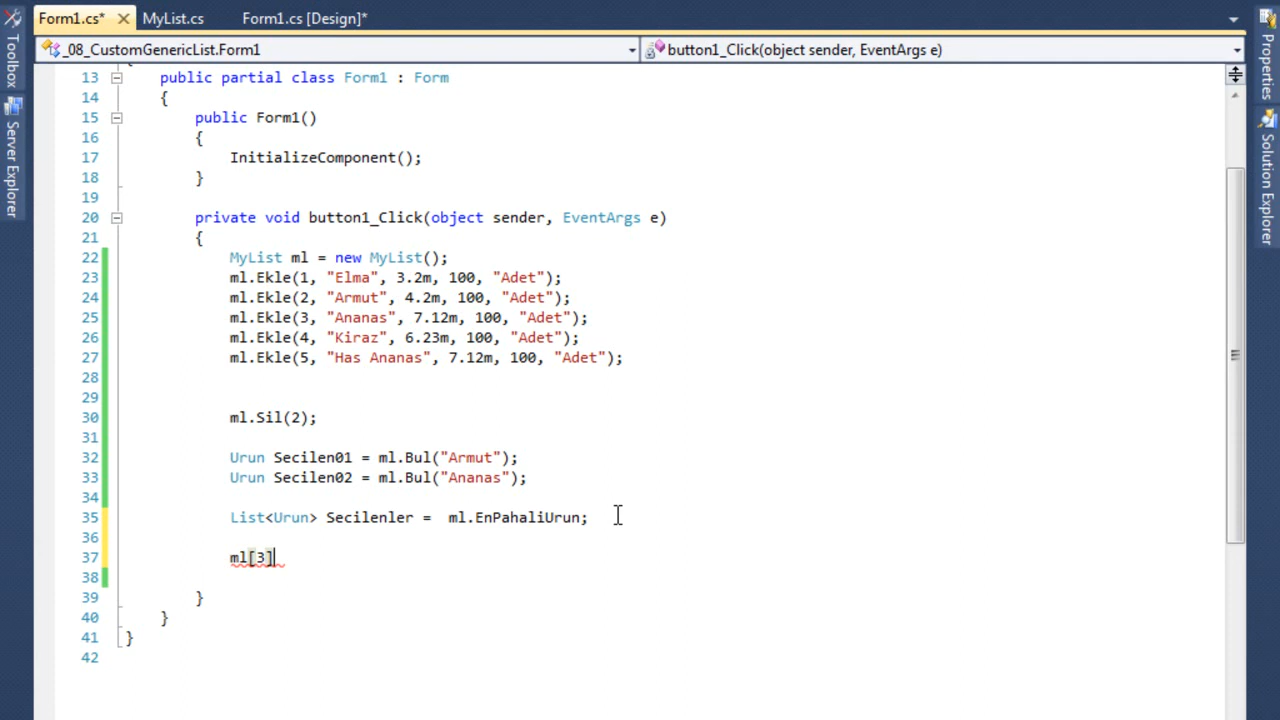 Form1.cs* MyList.cs Form1.cs [Design]*
_08_CustomGenericList.Form1 button1_Click(object sender, EventArgs e)
Toolbox
Server Explorer
Properties
Solution Explorer
13 public partial class Form1 : Form
14 {
15 public Form1()
16 {
17 InitializeComponent();
18 }
19
20 private void button1_Click(object sender, EventArgs e)
21 {
22 MyList ml = new MyList();
23 ml.Ekle(1, "Elma", 3.2m, 100, "Adet");
24 ml.Ekle(2, "Armut", 4.2m, 100, "Adet");
25 ml.Ekle(3, "Ananas", 7.12m, 100, "Adet");
26 ml.Ekle(4, "Kiraz", 6.23m, 100, "Adet");
27 ml.Ekle(5, "Has Ananas", 7.12m, 100, "Adet");
28
29
30 ml.Sil(2);
31
32 Urun Secilen01 = ml.Bul("Armut");
33 Urun Secilen02 = ml.Bul("Ananas");
34
35 List<Urun> Secilenler = ml.EnPahaliUrun;
36
37 ml[3]
38
39 }
40 }
41 }
42